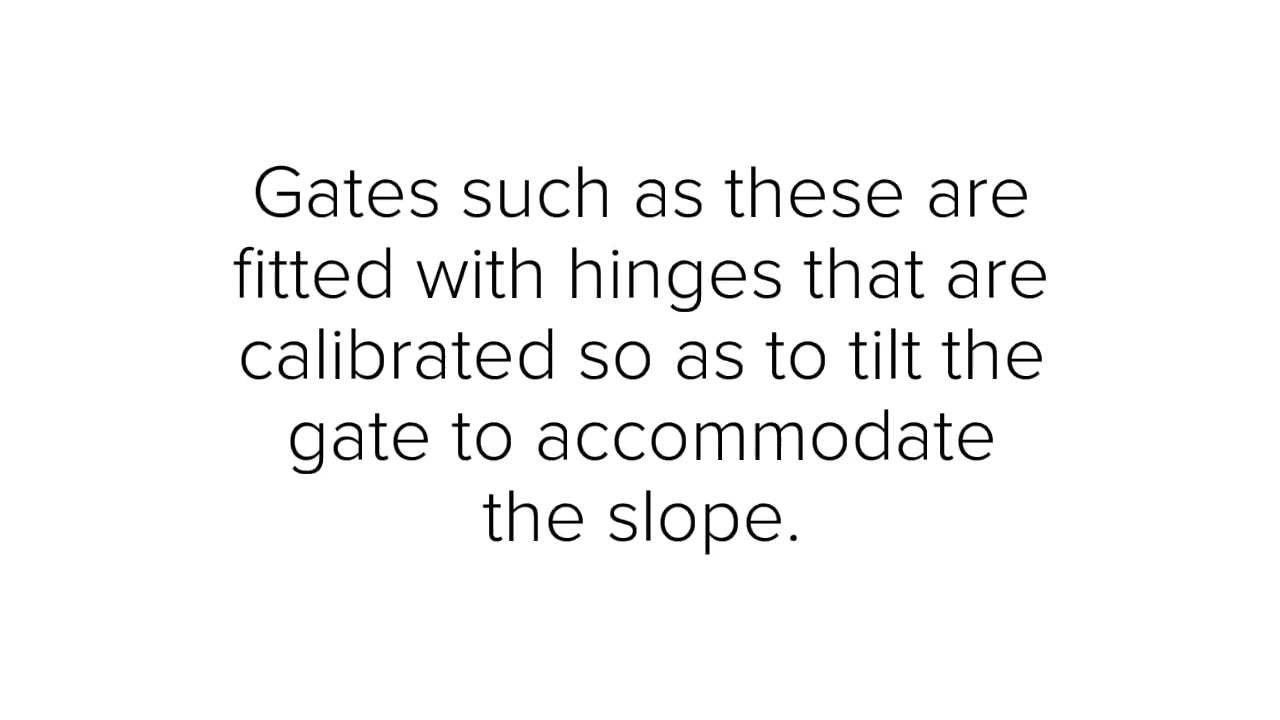 Gates such as these are
fitted with hinges that are
calibrated so as to tilt the
gate to accommodate
the slope.